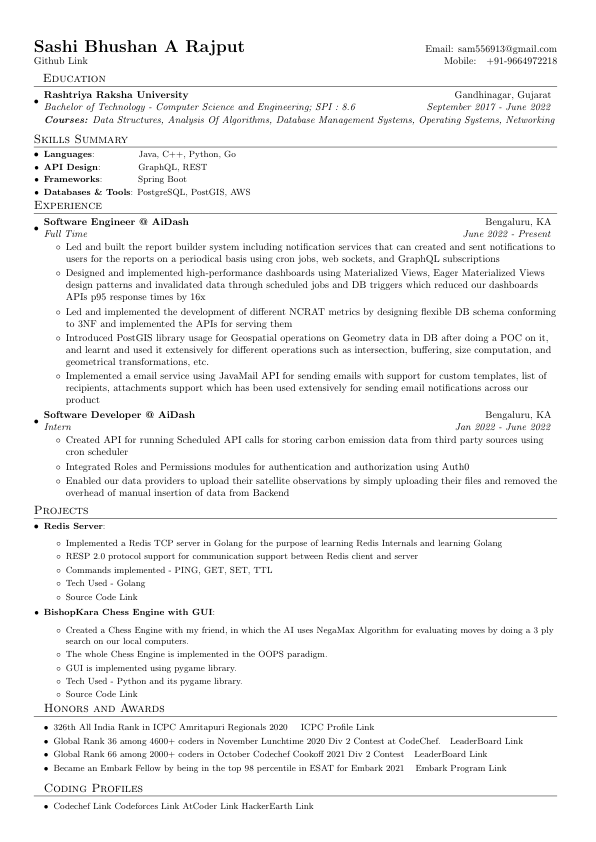 Sashi Bhushan A Rajput
Email: sam556913@gmail.com
Github Link
Mobile: +91-9664972218
Education
• Rashtriya Raksha University Gandhinagar, Gujarat
Bachelor of Technology - Computer Science and Engineering; SPI : 8.6 September 2017 - June 2022
Courses: Data Structures, Analysis Of Algorithms, Database Management Systems, Operating Systems, Networking
Skills Summary
• Languages: Java, C++, Python, Go
• API Design: GraphQL, REST
• Frameworks: Spring Boot
• Databases & Tools: PostgreSQL, PostGIS, AWS
Experience
• Software Engineer @ AiDash Bengaluru, KA
Full Time June 2022 - Present
◦ Led and built the report builder system including notification services that can created and sent notifications to
users for the reports on a periodical basis using cron jobs, web sockets, and GraphQL subscriptions
◦ Designed and implemented high-performance dashboards using Materialized Views, Eager Materialized Views
design patterns and invalidated data through scheduled jobs and DB triggers which reduced our dashboards
APIs p95 response times by 16x
◦ Led and implemented the development of different NCRAT metrics by designing flexible DB schema conforming
to 3NF and implemented the APIs for serving them
◦ Introduced PostGIS library usage for Geospatial operations on Geometry data in DB after doing a POC on it,
and learnt and used it extensively for different operations such as intersection, buffering, size computation, and
geometrical transformations, etc.
◦ Implemented a email service using JavaMail API for sending emails with support for custom templates, list of
recipients, attachments support which has been used extensively for sending email notifications across our
product
• Software Developer @ AiDash Bengaluru, KA
Intern Jan 2022 - June 2022
◦ Created API for running Scheduled API calls for storing carbon emission data from third party sources using
cron scheduler
◦ Integrated Roles and Permissions modules for authentication and authorization using Auth0
◦ Enabled our data providers to upload their satellite observations by simply uploading their files and removed the
overhead of manual insertion of data from Backend
Projects
• Redis Server:
◦ Implemented a Redis TCP server in Golang for the purpose of learning Redis Internals and learning Golang
◦ RESP 2.0 protocol support for communication support between Redis client and server
◦ Commands implemented - PING, GET, SET, TTL
◦ Tech Used - Golang
◦ Source Code Link
• BishopKara Chess Engine with GUI:
◦ Created a Chess Engine with my friend, in which the AI uses NegaMax Algorithm for evaluating moves by doing a 3 ply
search on our local computers.
◦ The whole Chess Engine is implemented in the OOPS paradigm.
◦ GUI is implemented using pygame library.
◦ Tech Used - Python and its pygame library.
◦ Source Code Link
Honors and Awards
• 326th All India Rank in ICPC Amritapuri Regionals 2020 ICPC Profile Link
• Global Rank 36 among 4600+ coders in November Lunchtime 2020 Div 2 Contest at CodeChef. LeaderBoard Link
• Global Rank 66 among 2000+ coders in October Codechef Cookoff 2021 Div 2 Contest LeaderBoard Link
• Became an Embark Fellow by being in the top 98 percentile in ESAT for Embark 2021 Embark Program Link
Coding Profiles
• Codechef Link Codeforces Link AtCoder Link HackerEarth Link